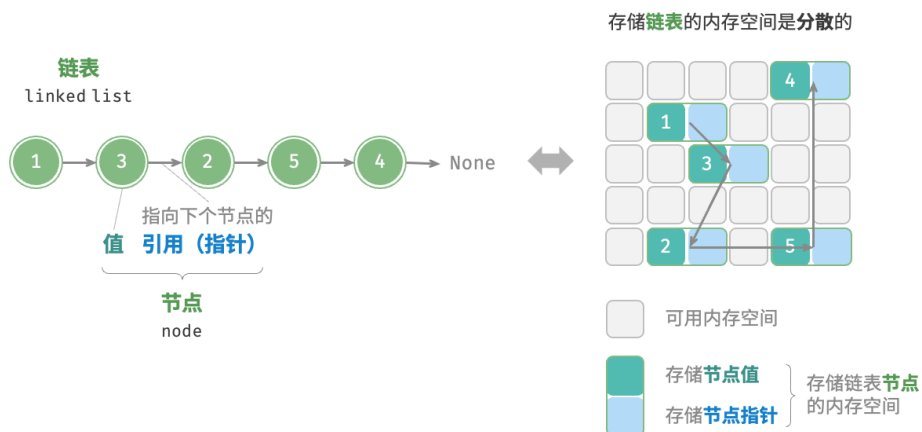 存储链表的内存空间是分散的
链表
linked list
1
3
2
5
4
None
指向下个节点的
值 引用（指针）
节点
node
4
1
3
2
5
可用内存空间
存储节点值
存储节点指针
存储链表节点
的内存空间